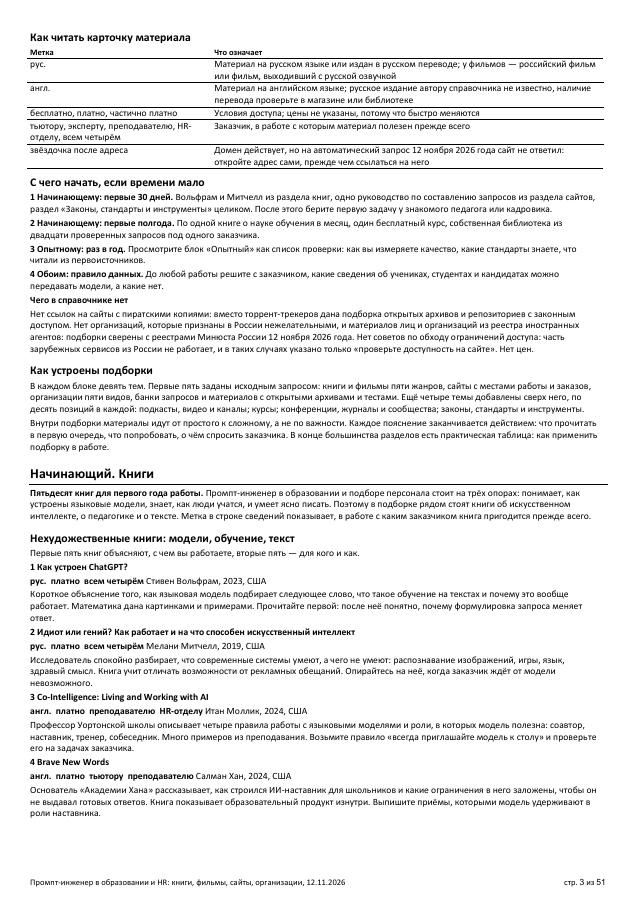 Как читать карточку материала
Метка Что означает
рус. Материал на русском языке или издан в русском переводе; у фильмов — российский фильм
или фильм, выходивший с русской озвучкой
англ. Материал на английском языке; русское издание автору справочника не известно, наличие
перевода проверьте в магазине или библиотеке
бесплатно, платно, частично платно Условия доступа; цены не указаны, потому что быстро меняются
тьютору, эксперту, преподавателю, HR- Заказчик, в работе с которым материал полезен прежде всего
отделу, всем четырём
звёздочка после адреса Домен действует, но на автоматический запрос 12 ноября 2026 года сайт не ответил:
откройте адрес сами, прежде чем ссылаться на него
С чего начать, если времени мало
1 Начинающему: первые 30 дней. Вольфрам и Митчелл из раздела книг, одно руководство по составлению запросов из раздела сайтов,
раздел «Законы, стандарты и инструменты» целиком. После этого берите первую задачу у знакомого педагога или кадровика.
2 Начинающему: первые полгода. По одной книге о науке обучения в месяц, один бесплатный курс, собственная библиотека из
двадцати проверенных запросов под одного заказчика.
3 Опытному: раз в год. Просмотрите блок «Опытный» как список проверки: как вы измеряете качество, какие стандарты знаете, что
читали из первоисточников.
4 Обоим: правило данных. До любой работы решите с заказчиком, какие сведения об учениках, студентах и кандидатах можно
передавать модели, а какие нет.
Чего в справочнике нет
Нет ссылок на сайты с пиратскими копиями: вместо торрент-трекеров дана подборка открытых архивов и репозиториев с законным
доступом. Нет организаций, которые признаны в России нежелательными, и материалов лиц и организаций из реестра иностранных
агентов: подборки сверены с реестрами Минюста России 12 ноября 2026 года. Нет советов по обходу ограничений доступа: часть
зарубежных сервисов из России не работает, и в таких случаях указано только «проверьте доступность на сайте». Нет цен.
Как устроены подборки
В каждом блоке девять тем. Первые пять заданы исходным запросом: книги и фильмы пяти жанров, сайты с местами работы и заказов,
организации пяти видов, банки запросов и материалов с открытыми архивами и тестами. Ещё четыре темы добавлены сверх него, по
десять позиций в каждой: подкасты, видео и каналы; курсы; конференции, журналы и сообщества; законы, стандарты и инструменты.
Внутри подборки материалы идут от простого к сложному, а не по важности. Каждое пояснение заканчивается действием: что прочитать
в первую очередь, что попробовать, о чём спросить заказчика. В конце большинства разделов есть практическая таблица: как применить
подборку в работе.
Начинающий. Книги
Пятьдесят книг для первого года работы. Промпт-инженер в образовании и подборе персонала стоит на трёх опорах: понимает, как
устроены языковые модели, знает, как люди учатся, и умеет ясно писать. Поэтому в подборке рядом стоят книги об искусственном
интеллекте, о педагогике и о тексте. Метка в строке сведений показывает, в работе с каким заказчиком книга пригодится прежде всего.
Нехудожественные книги: модели, обучение, текст
Первые пять книг объясняют, с чем вы работаете, вторые пять — для кого и как.
1 Как устроен ChatGPT?
рус. платно всем четырём Стивен Вольфрам, 2023, США
Короткое объяснение того, как языковая модель подбирает следующее слово, что такое обучение на текстах и почему это вообще
работает. Математика дана картинками и примерами. Прочитайте первой: после неё понятно, почему формулировка запроса меняет
ответ.
2 Идиот или гений? Как работает и на что способен искусственный интеллект
рус. платно всем четырём Мелани Митчелл, 2019, США
Исследователь спокойно разбирает, что современные системы умеют, а чего не умеют: распознавание изображений, игры, язык,
здравый смысл. Книга учит отличать возможности от рекламных обещаний. Опирайтесь на неё, когда заказчик ждёт от модели
невозможного.
3 Co-Intelligence: Living and Working with AI
англ. платно преподавателю HR-отделу Итан Моллик, 2024, США
Профессор Уортонской школы описывает четыре правила работы с языковыми моделями и роли, в которых модель полезна: соавтор,
наставник, тренер, собеседник. Много примеров из преподавания. Возьмите правило «всегда приглашайте модель к столу» и проверьте
его на задачах заказчика.
4 Brave New Words
англ. платно тьютору преподавателю Салман Хан, 2024, США
Основатель «Академии Хана» рассказывает, как строился ИИ-наставник для школьников и какие ограничения в него заложены, чтобы он
не выдавал готовых ответов. Книга показывает образовательный продукт изнутри. Выпишите приёмы, которыми модель удерживают в
роли наставника.
Промпт-инженер в образовании и HR: книги, фильмы, сайты, организации, 12.11.2026 стр. 3 из 51